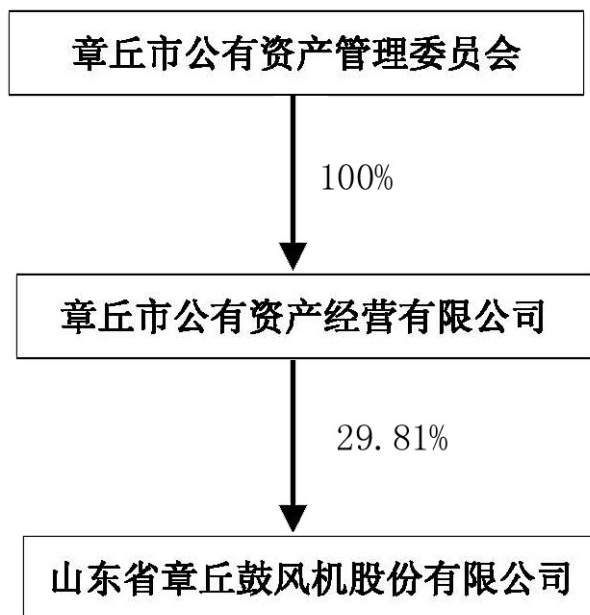 章丘市公有资产管理委员会
100%
章丘市公有资产经营有限公司
29.81%
山东省章丘鼓风机股份有限公司